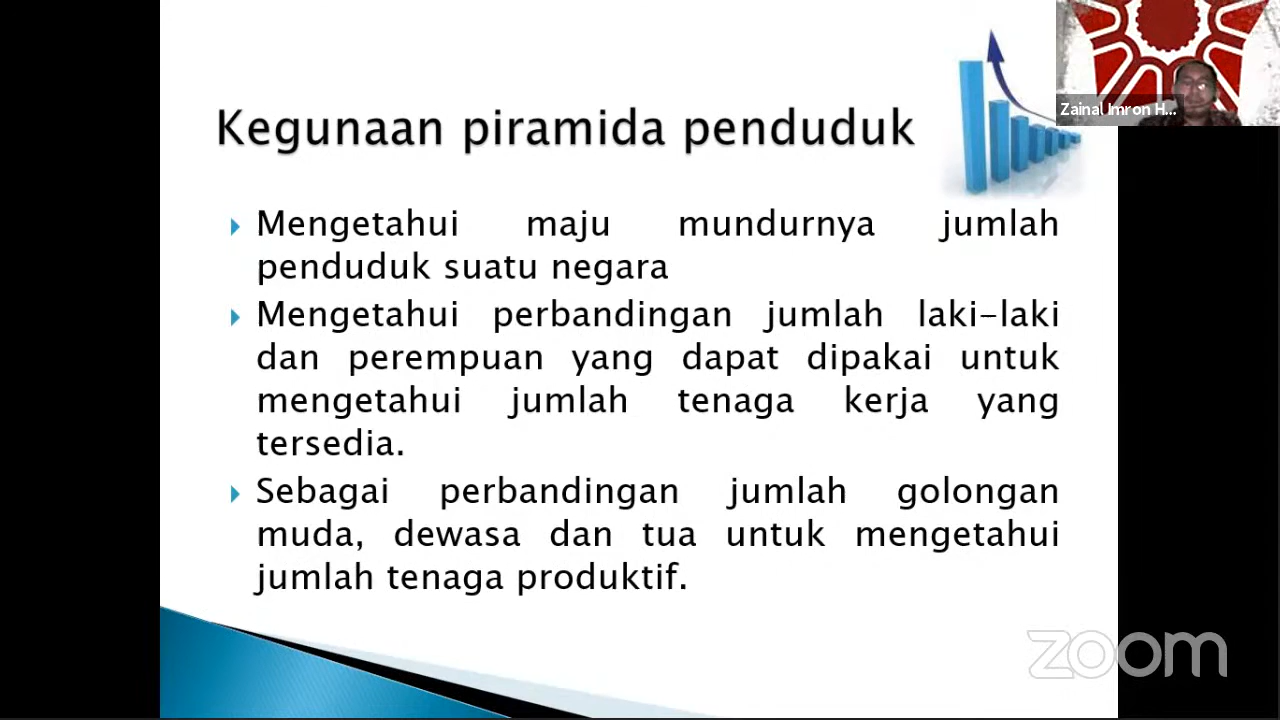 Zainal Imron H...
Kegunaan piramida penduduk
Mengetahui maju mundurnya jumlah
penduduk suatu negara
Mengetahui perbandingan jumlah laki-laki
dan perempuan yang dapat dipakai untuk
mengetahui jumlah tenaga kerja yang
tersedia.
Sebagai perbandingan jumlah golongan
muda, dewasa dan tua untuk mengetahui
jumlah tenaga produktif.
zoom